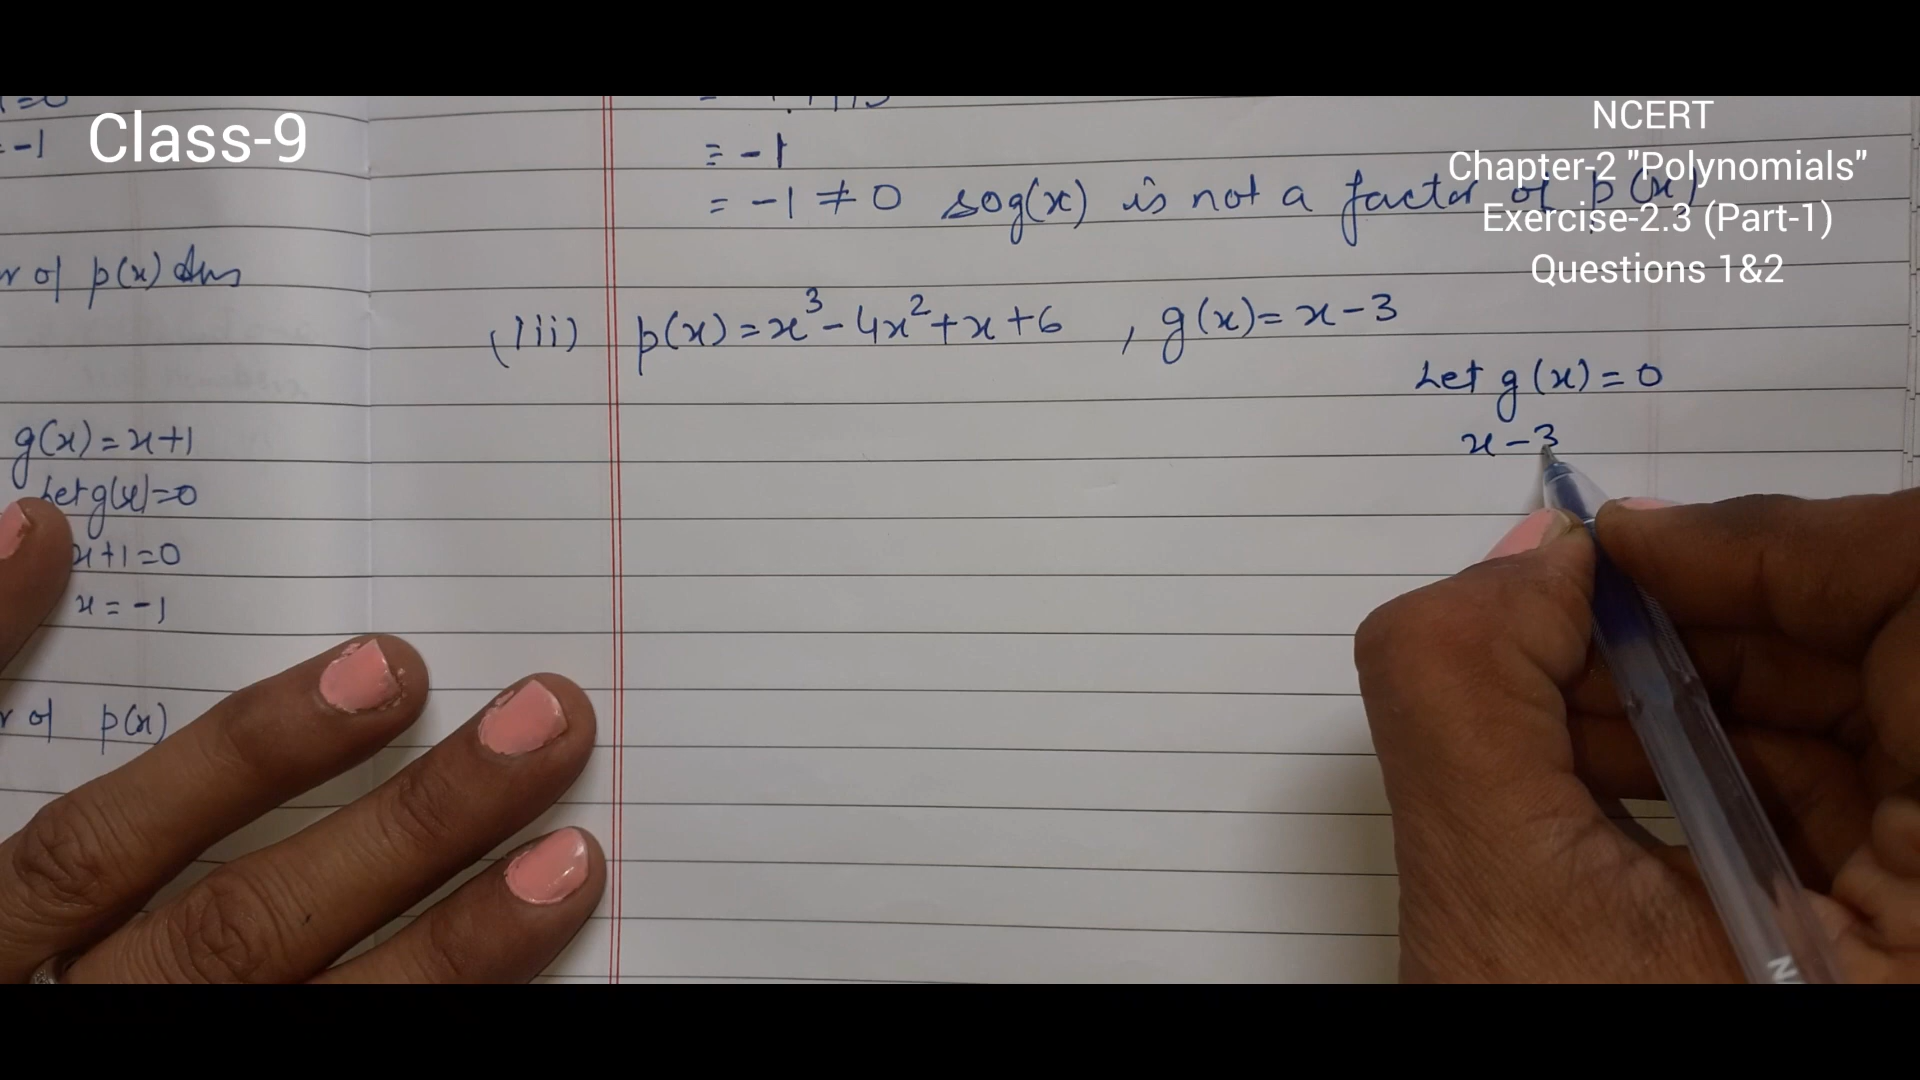 Class-9
NCERT
Chapter-2 "Polynomials"
Exercise-2.3 (Part-1)
Questions 1&2
= -1
of p(x) Ans
g(x)=x+1
Let g(x)=0
x+1=0
x=-1
of p(x)
= -1
= -1 ≠ 0 so g(x) is not a factor of p(x)
(iii) p(x) = x³ - 4x² + x + 6 , g(x) = x - 3
Let g(x) = 0
x - 3